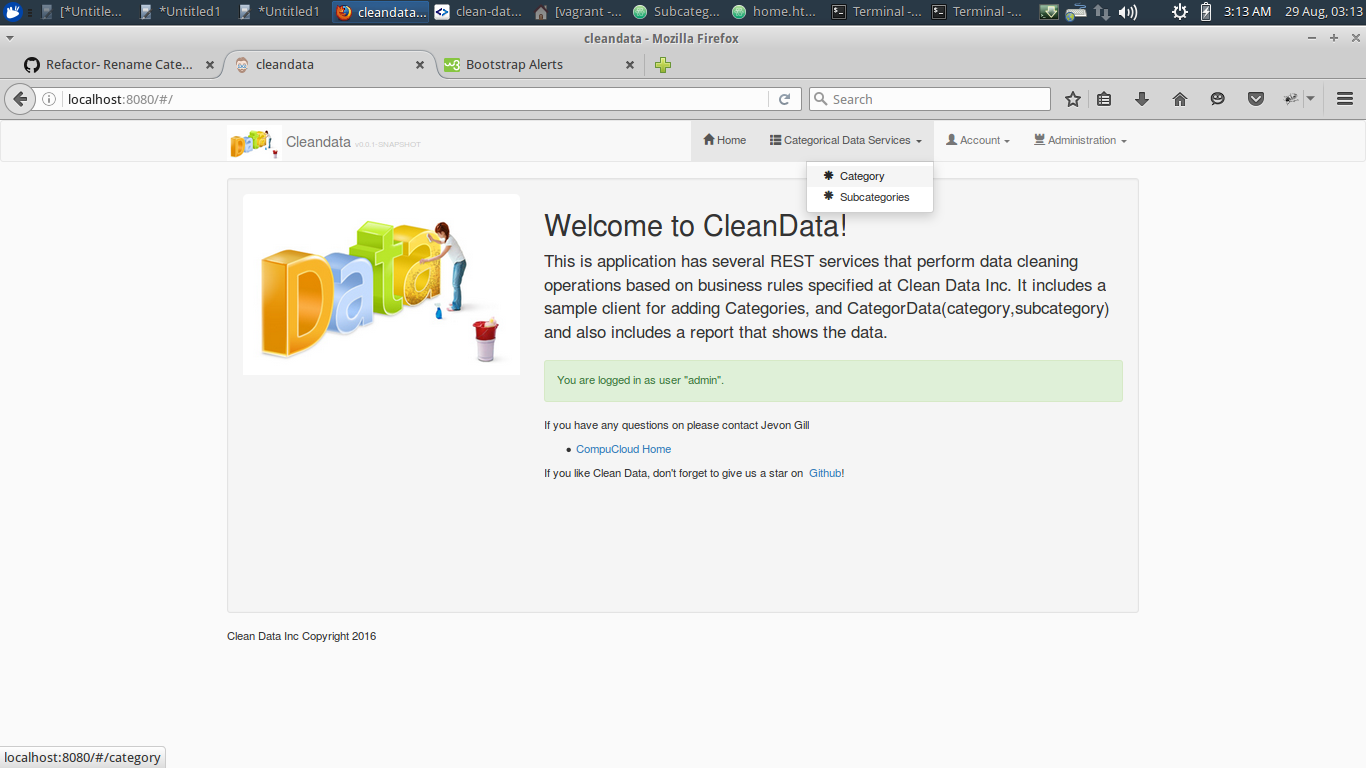 [*Untitle...
*Untitled1
*Untitled1
cleandata...
clean-dat...
[vagrant -...
Subcateg...
home.ht...
Terminal -...
Terminal -...
3:13 AM
29 Aug, 03:13
cleandata - Mozilla Firefox
Refactor- Rename Cate...
cleandata
w3
Bootstrap Alerts
localhost:8080/#/
Search
Data
Cleandata v0.0.1-SNAPSHOT
Home
Categorical Data Services
Account
Administration
Category
Subcategories
Data
Welcome to CleanData!
This is application has several REST services that perform data cleaning
operations based on business rules specified at Clean Data Inc. It includes a
sample client for adding Categories, and CategorData(category,subcategory)
and also includes a report that shows the data.
You are logged in as user "admin".
If you have any questions on please contact Jevon Gill
CompuCloud Home
If you like Clean Data, don't forget to give us a star on Github!
Clean Data Inc Copyright 2016
localhost:8080/#/category